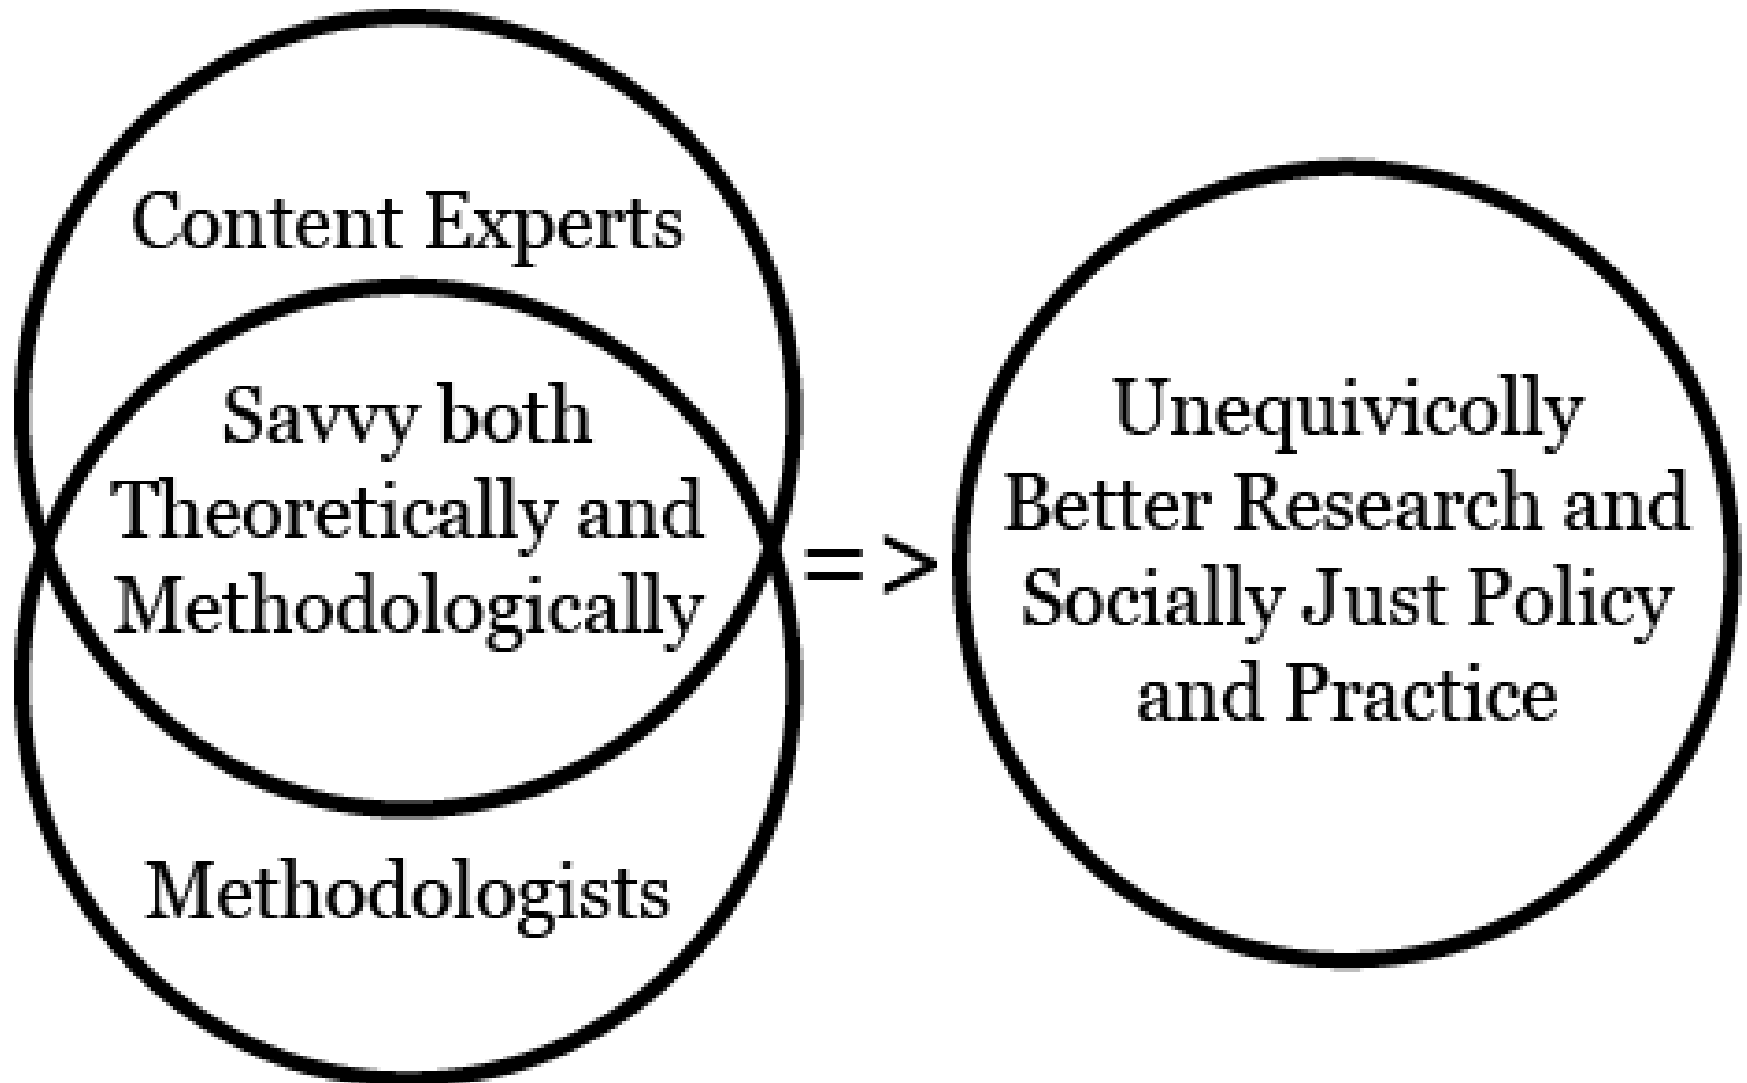 Content Experts
Savvy both
Theoretically and
Methodologically
Methodologists
=>
Unequivicolly
Better Research and
Socially Just Policy
and Practice